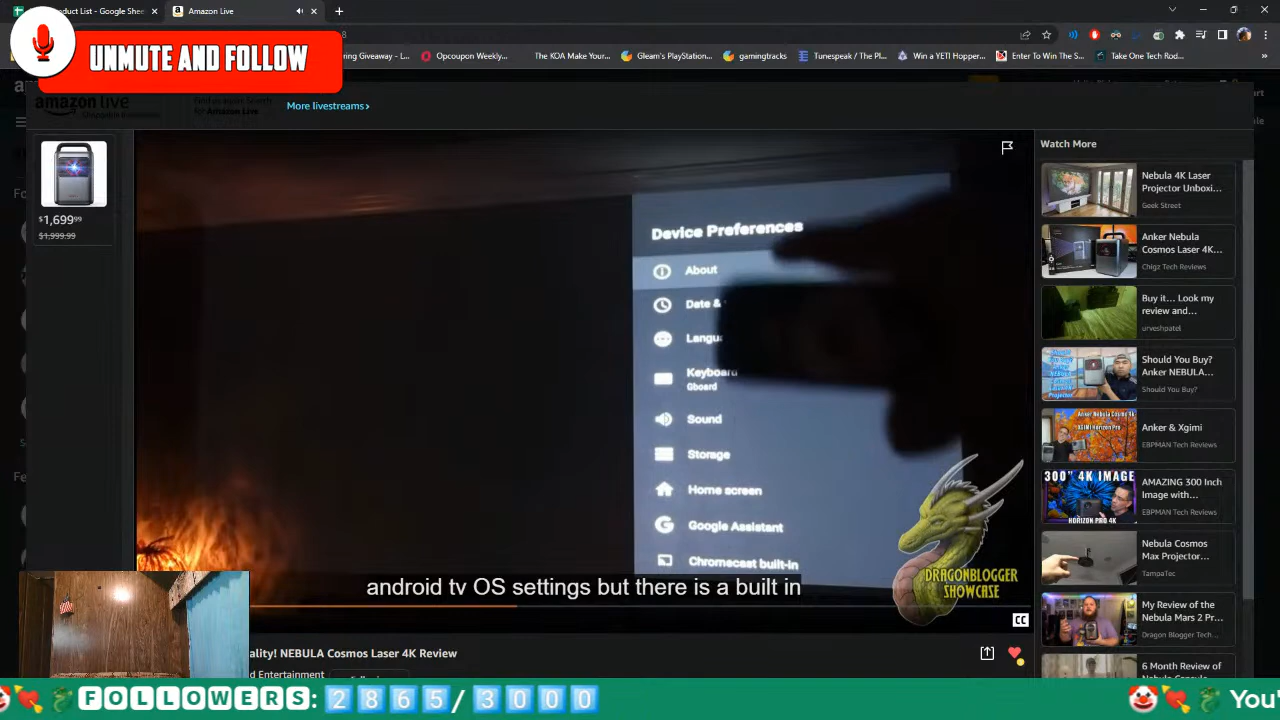 Product List - Google Shee
Amazon Live
UNMUTE AND FOLLOW
ring Giveaway - I...
Opcoupon Weekly...
The KOA Make Your...
Gleam's PlayStation...
gamingtracks
Tunespeak / The Pl...
Win a YETI Hopper...
Enter To Win The S...
Take One Tech Rod...
amazon live
More livestreams ›
$1,699⁹⁹
$1,999.99
Device Preferences
About
Date &
Langu
Keyboard
Gboard
Sound
Storage
Home screen
Google Assistant
Chromecast built-in
android tv OS settings but there is a built in
DRAGONBLOGGER
SHOWCASE
CC
Watch More
Nebula 4K Laser
Projector Unboxi...
Geek Street
Anker Nebula
Cosmos Laser 4K...
Chigz Tech Reviews
Buy it... Look my
review and...
urveshpatel
Should You Buy?
Anker NEBULA...
Should You Buy?
Anker & Xgimi
EBPMAN Tech Reviews
300" 4K IMAGE
HORIZON PRO 4K
AMAZING 300 Inch
Image with...
EBPMAN Tech Reviews
Nebula Cosmos
Max Projector...
TampaTec
My Review of the
Nebula Mars 2 Pr...
Dragon Blogger Tech...
6 Month Review of
ality! NEBULA Cosmos Laser 4K Review
d Entertainment
FOLLOWERS: 2865/3000
You'